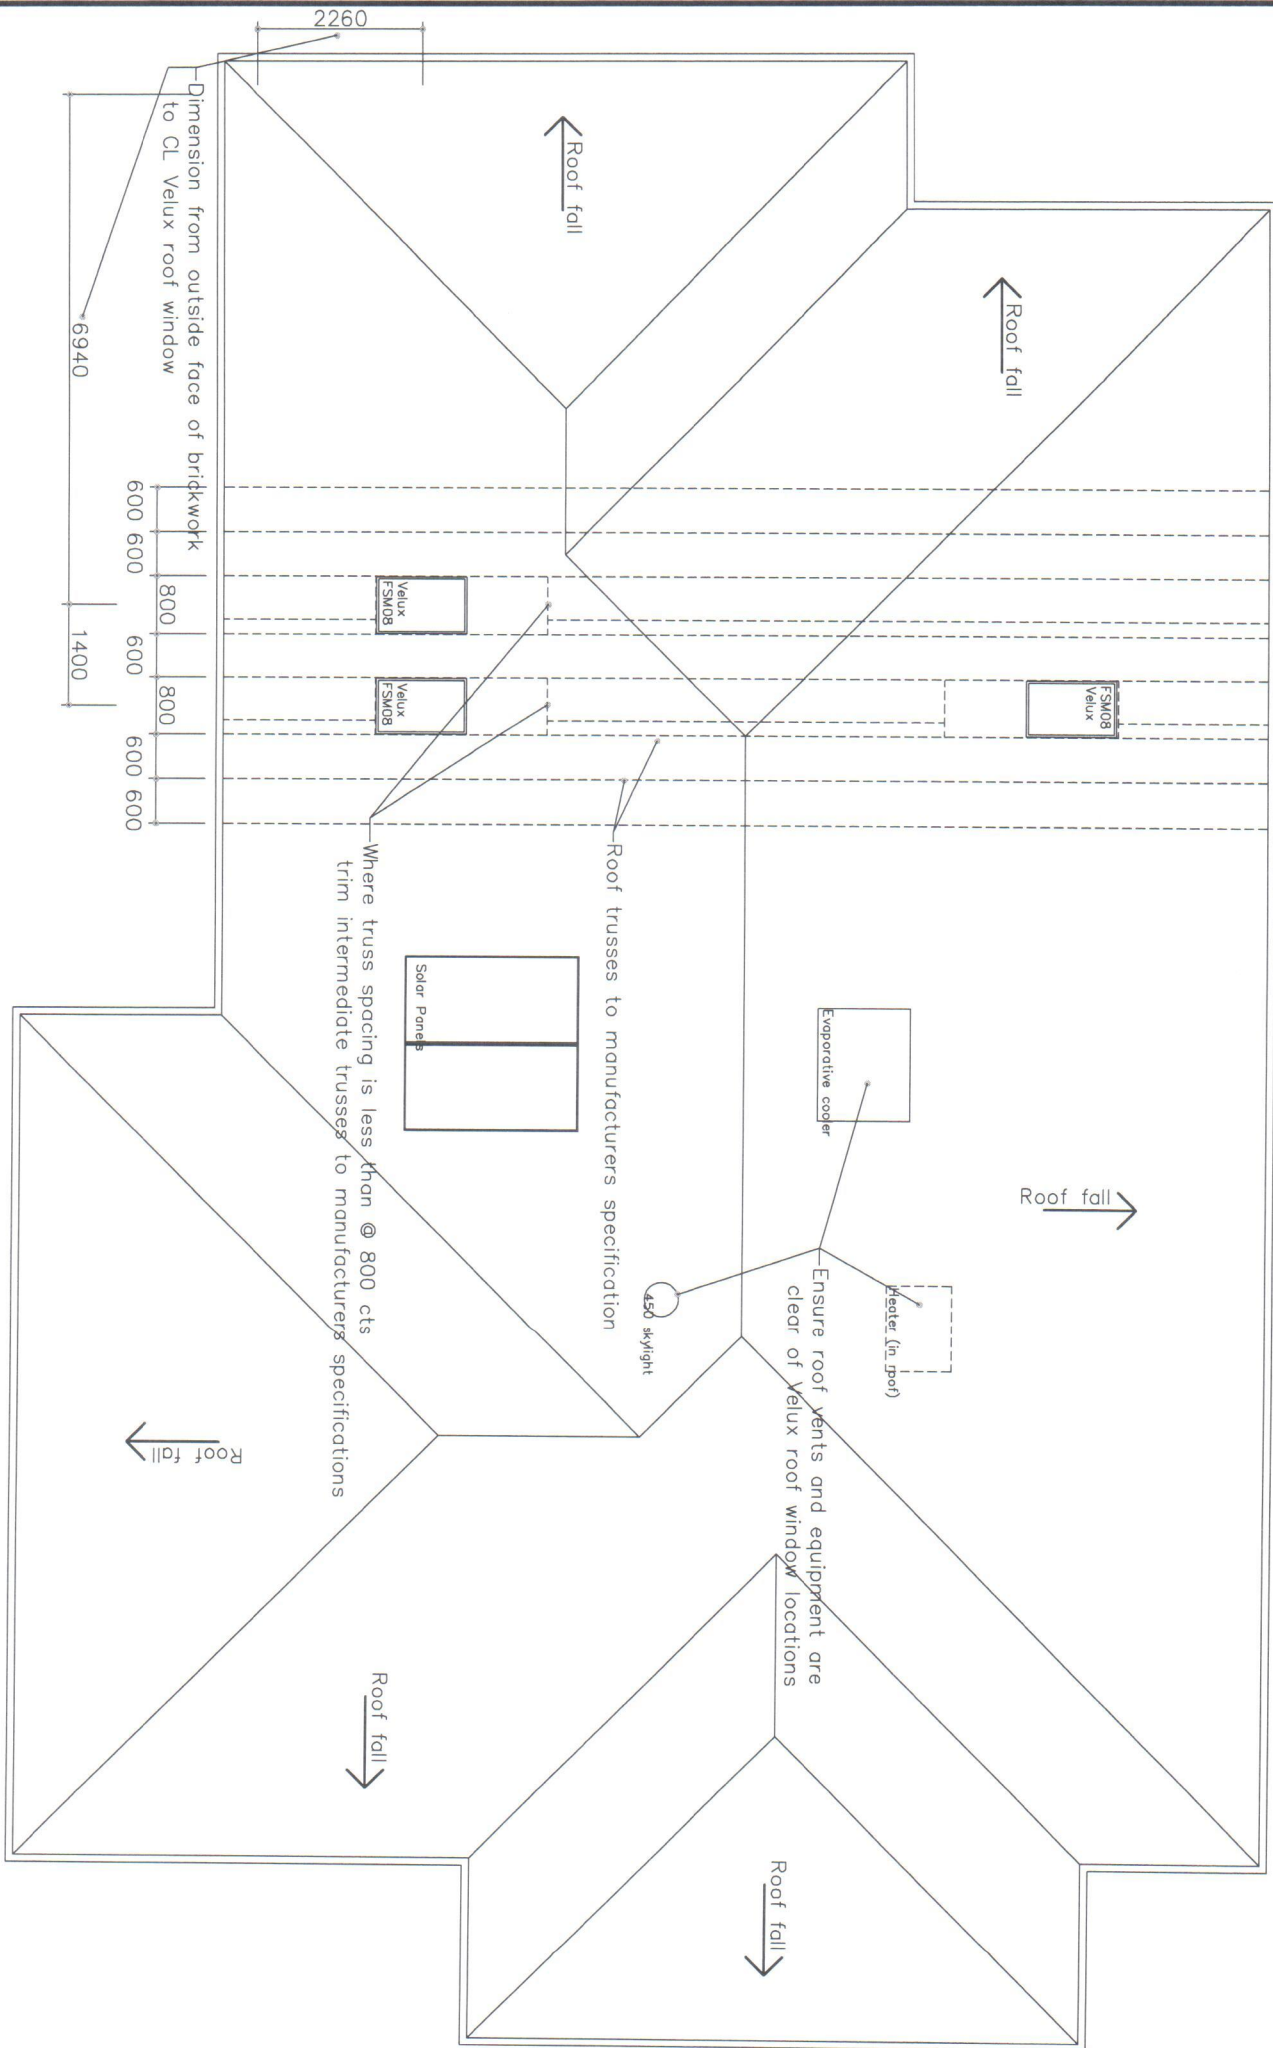 2260
Dimension from outside face of brickwork
to CL Velux roof window
6940
1400
600 600 800 600 800 600 600
Roof fall
Roof fall
Velux
FSM08
Velux
FSM08
FSM08
Velux
Where truss spacing is less than @ 800 cts
trim intermediate trusses to manufacturers specifications
Roof trusses to manufacturers specification
Solar Panels
Evaporative cooler
Roof fall
Ensure roof vents and equipment are
clear of Velux roof window locations
Heater (in roof)
450 skylight
Roof fall
Roof fall
Roof fall